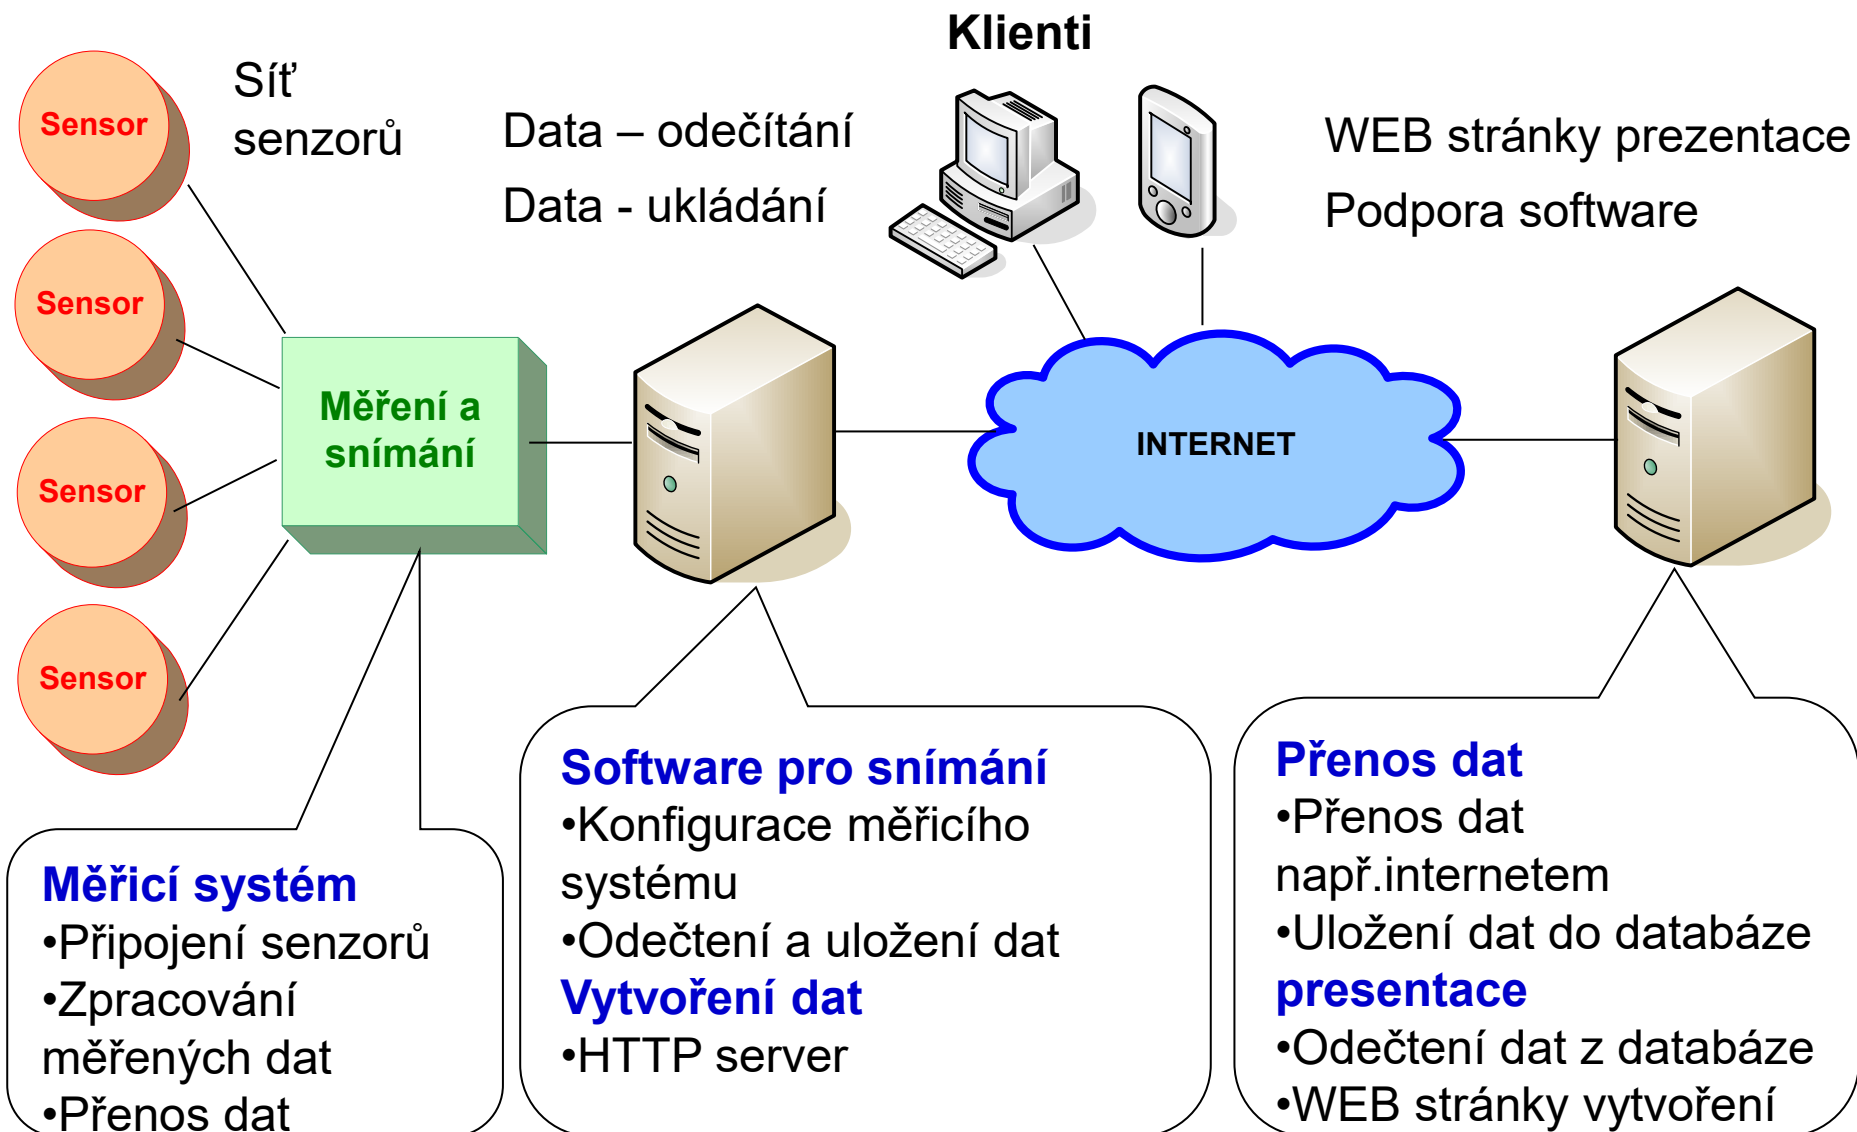 Klienti
Síť
senzorů
Data – odečítání
Data - ukládání
WEB stránky prezentace
Podpora software
Sensor
Sensor
Sensor
Sensor
Měření a
snímání
INTERNET
Měřicí systém
•Připojení senzorů
•Zpracování
měřených dat
•Přenos dat
Software pro snímání
•Konfigurace měřicího
systému
•Odečtení a uložení dat
Vytvoření dat
•HTTP server
Přenos dat
•Přenos dat
např.internetem
•Uložení dat do databáze
presentace
•Odečtení dat z databáze
•WEB stránky vytvoření